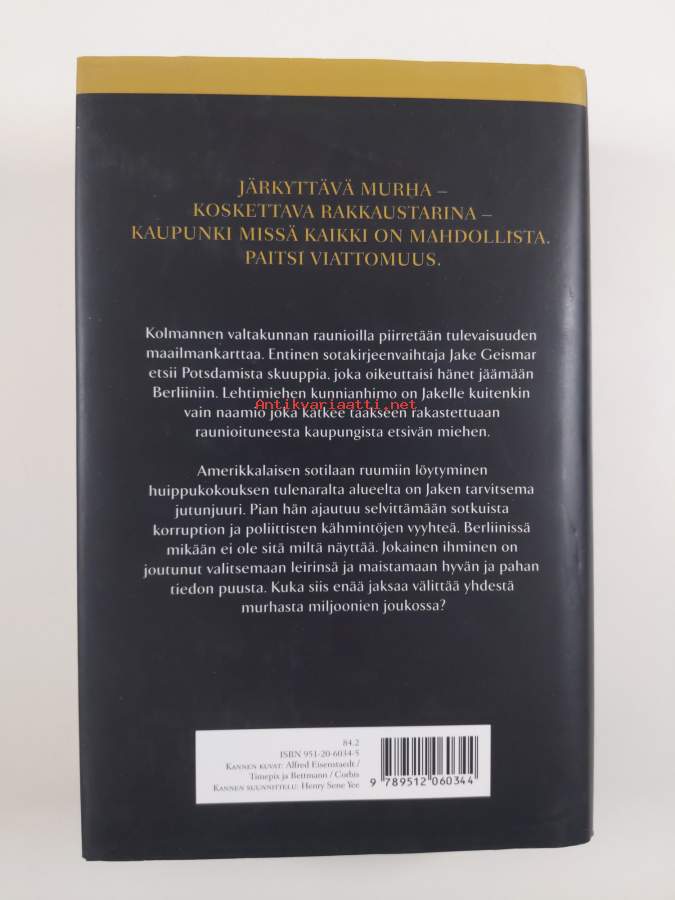 JÄRKYTTÄVÄ MURHA –
KOSKETTAVA RAKKAUSTARINA –
KAUPUNKI MISSÄ KAIKKI ON MAHDOLLISTA.
PAITSI VIATTOMUUS.
Kolmannen valtakunnan raunioilla piirretään tulevaisuuden
maailmankarttaa. Entinen sotakirjeenvaihtaja Jake Geismar
etsii Potsdamista skuuppia, joka oikeuttaisi hänet jäämään
Berliiniin. Lehtimiehen kunnianhimo on Jakelle kuitenkin
Antikvariaatti.net
vain naamio joka kätkee taakseen rakastettuaan
raunioituneesta kaupungista etsivän miehen.
Amerikkalaisen sotilaan ruumiin löytyminen
huippukokouksen tulenaralta alueelta on Jaken tarvitsema
jutunjuuri. Pian hän ajautuu selvittämään sotkuista
korruption ja poliittisten kähmintöjen vyyhteä. Berliinissä
mikään ei ole sitä miltä näyttää. Jokainen ihminen on
joutunut valitsemaan leirinsä ja maistamaan hyvän ja pahan
tiedon puusta. Kuka siis enää jaksaa välittää yhdestä
murhasta miljoonien joukossa?
84.2
ISBN 951-20-6034-5
KANNEN KUVAT: Alfred Eisenstaedt /
Timepix ja Bettmann / Corbis
KANNEN SUUNNITTELU: Henry Sene Yee
9 789512 060344